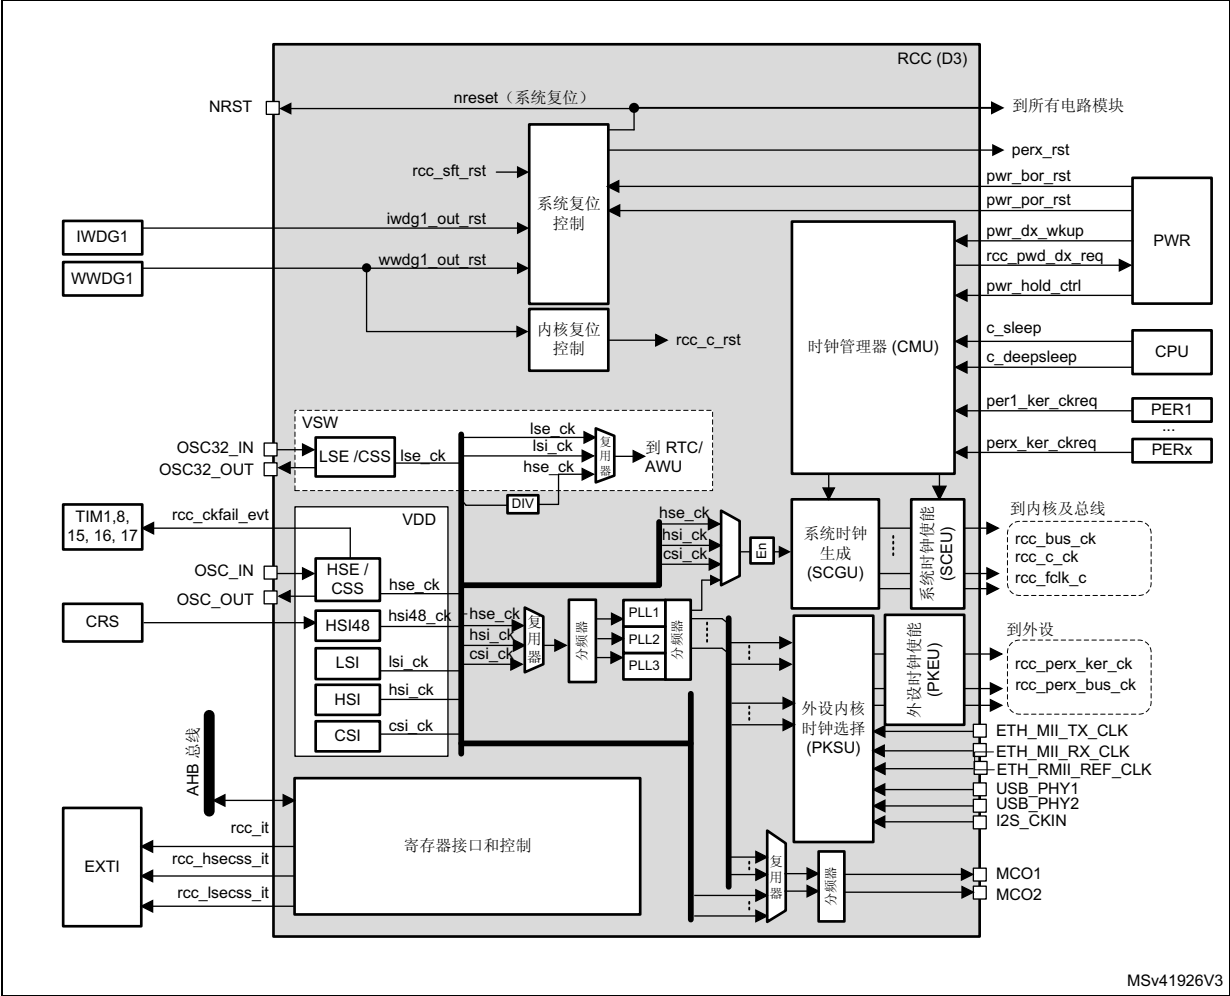 RCC (D3)
NRST
nreset（系统复位）
到所有电路模块
perx_rst
rcc_sft_rst
系统复位
控制
pwr_bor_rst
pwr_por_rst
IWDG1
iwdg1_out_rst
WWDG1
wwdg1_out_rst
pwr_dx_wkup
rcc_pwd_dx_req
pwr_hold_ctrl
PWR
内核复位
控制
rcc_c_rst
时钟管理器 (CMU)
c_sleep
c_deepsleep
CPU
per1_ker_ckreq
PER1
...
perx_ker_ckreq
PERx
VSW
OSC32_IN
OSC32_OUT
LSE /CSS
lse_ck
lse_ck
lsi_ck
hse_ck
复用器
到 RTC/
AWU
DIV
TIM1,8,
15, 16, 17
rcc_ckfail_evt
VDD
OSC_IN
OSC_OUT
HSE /
CSS
hse_ck
hse_ck
hsi_ck
csi_ck
En
系统时钟
生成
(SCGU)
系统时钟使能
(SCEU)
到内核及总线
rcc_bus_ck
rcc_c_ck
rcc_fclk_c
CRS
HSI48
hsi48_ck
hse_ck
hsi_ck
csi_ck
复用器
分频器
PLL1
PLL2
PLL3
分频器
LSI
lsi_ck
HSI
hsi_ck
CSI
csi_ck
外设内核
时钟选择
(PKSU)
外设时钟使能
(PKEU)
到外设
rcc_perx_ker_ck
rcc_perx_bus_ck
ETH_MII_TX_CLK
ETH_MII_RX_CLK
ETH_RMII_REF_CLK
USB_PHY1
USB_PHY2
I2S_CKIN
AHB 总线
EXTI
rcc_it
rcc_hsecss_it
rcc_lsecss_it
寄存器接口和控制
复用器
分频器
MCO1
MCO2
MSv41926V3